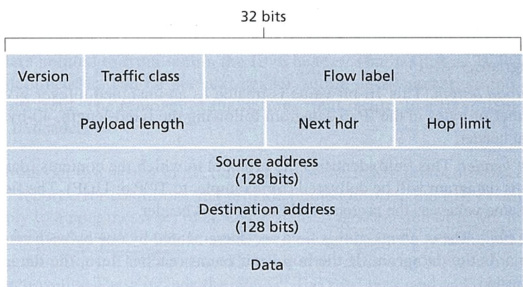 32 bits
Version Traffic class Flow label
Payload length Next hdr Hop limit
Source address
(128 bits)
Destination address
(128 bits)
Data